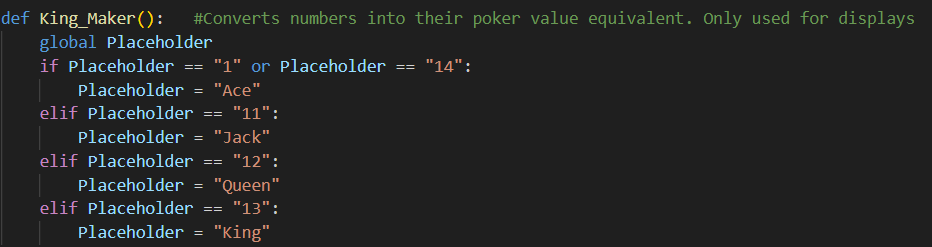 def King_Maker():   #Converts numbers into their poker value equivalent. Only used for displays
    global Placeholder
    if Placeholder == "1" or Placeholder == "14":
        Placeholder = "Ace"
    elif Placeholder == "11":
        Placeholder = "Jack"
    elif Placeholder == "12":
        Placeholder = "Queen"
    elif Placeholder == "13":
        Placeholder = "King"